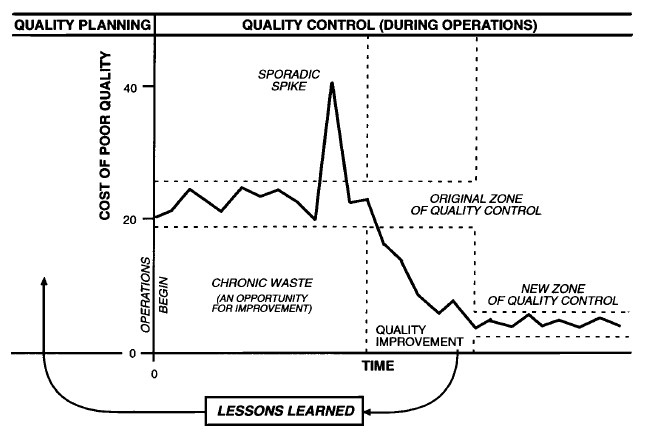 QUALITY PLANNING
QUALITY CONTROL (DURING OPERATIONS)
COST OF POOR QUALITY
40
20
0
SPORADIC
SPIKE
ORIGINAL ZONE
OF QUALITY CONTROL
OPERATIONS
BEGIN
CHRONIC WASTE
(AN OPPORTUNITY
FOR IMPROVEMENT)
NEW ZONE
OF QUALITY CONTROL
QUALITY
IMPROVEMENT
0
TIME
LESSONS LEARNED